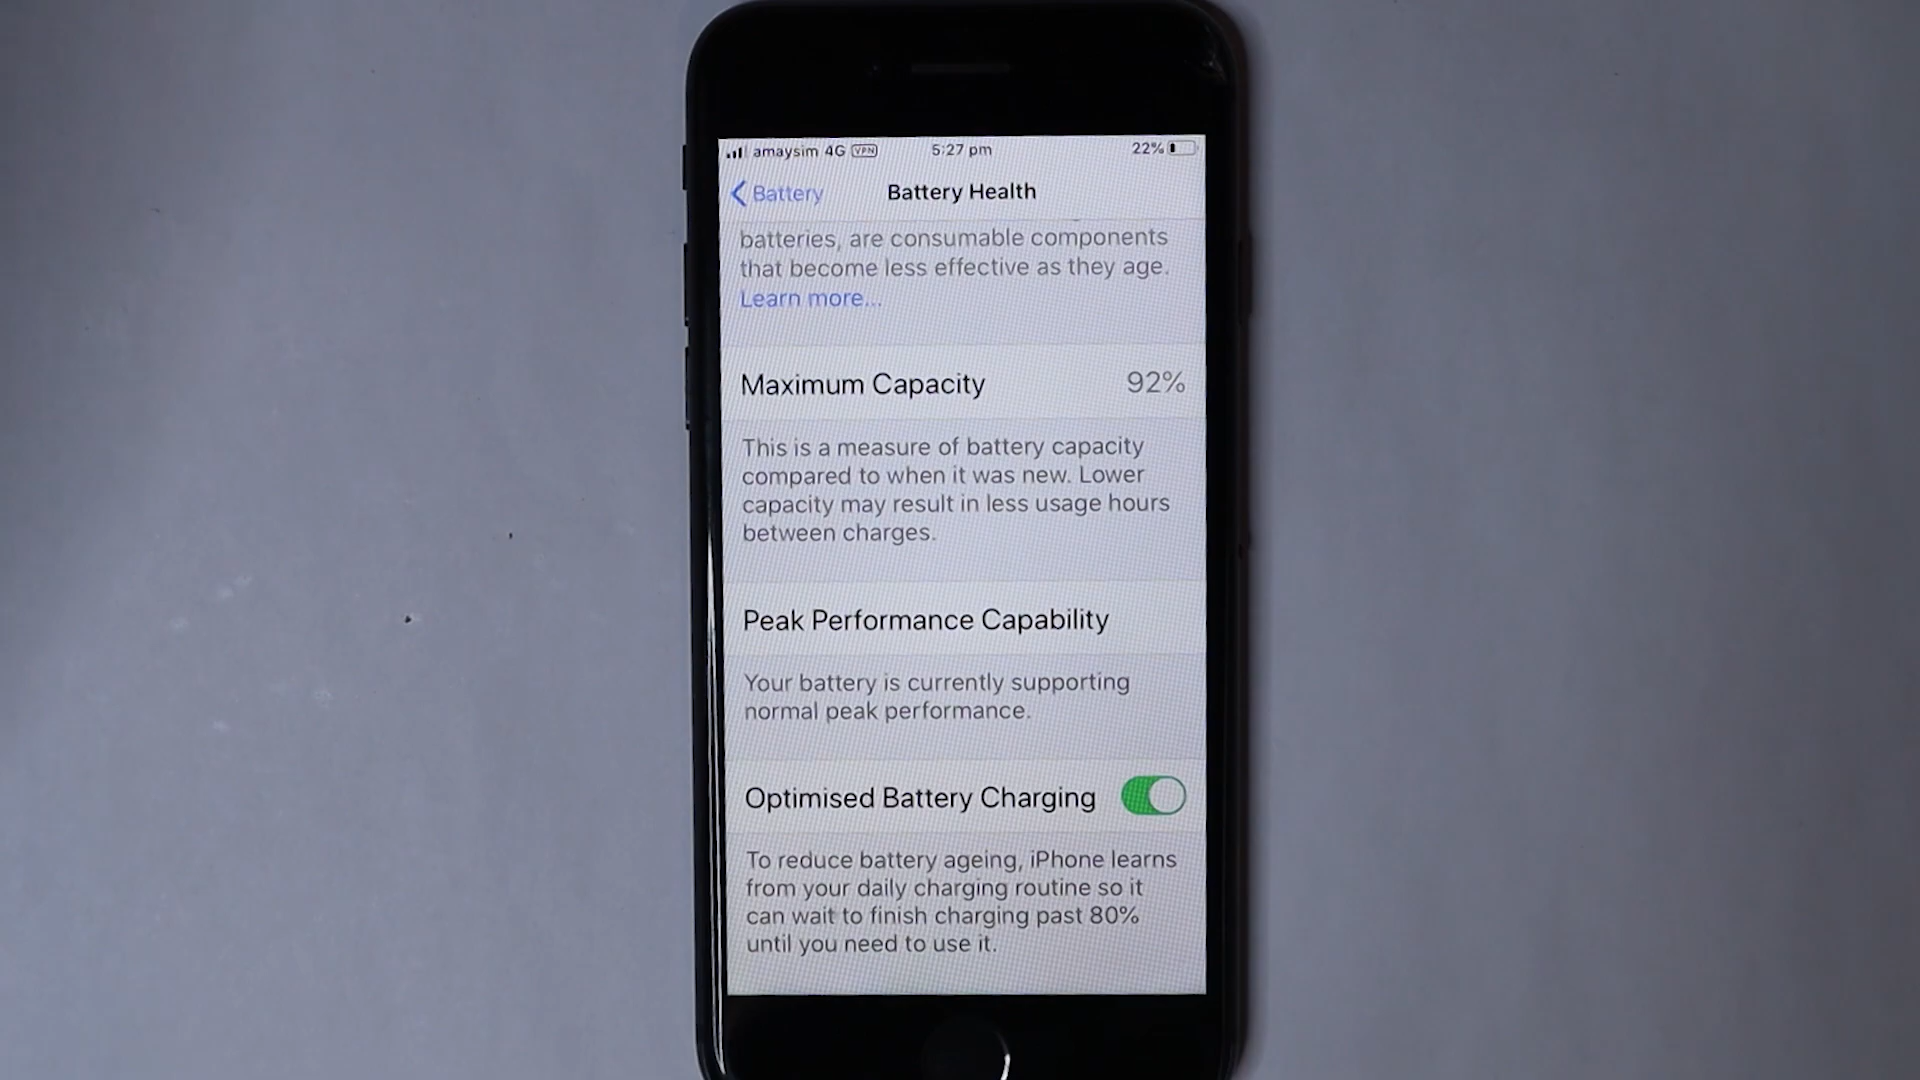 amaysim 4G VPN 5:27 pm 22%
Battery Battery Health
batteries, are consumable components
that become less effective as they age.
Learn more...
Maximum Capacity 92%
This is a measure of battery capacity
compared to when it was new. Lower
capacity may result in less usage hours
between charges.
Peak Performance Capability
Your battery is currently supporting
normal peak performance.
Optimised Battery Charging
To reduce battery ageing, iPhone learns
from your daily charging routine so it
can wait to finish charging past 80%
until you need to use it.